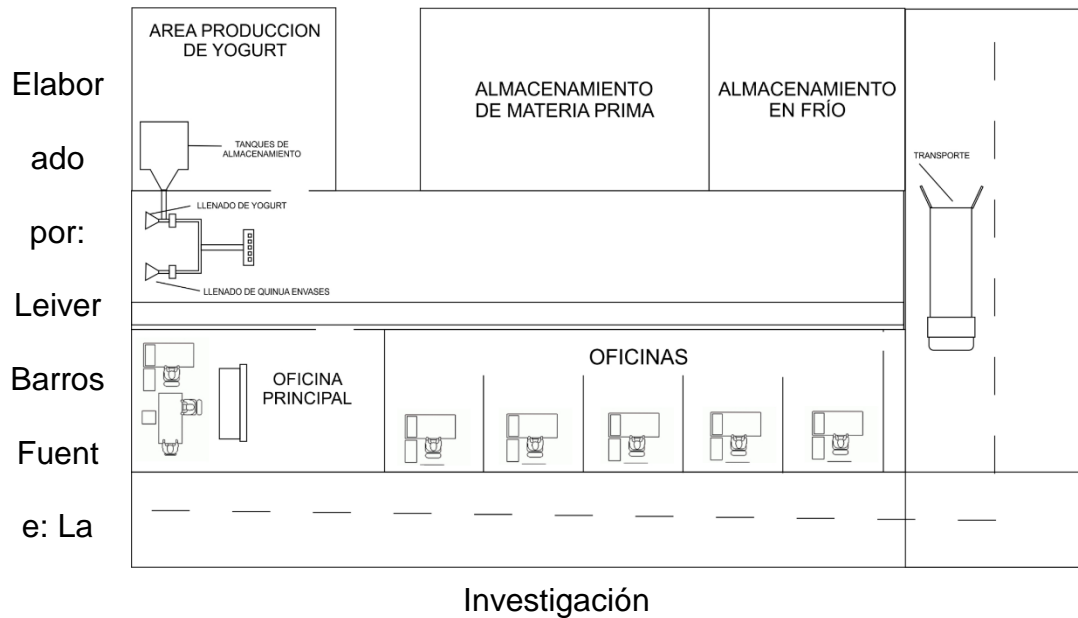 Elabor
ado
por:
Leiver
Barros
Fuent
e: La
Investigación
AREA PRODUCCION
DE YOGURT
ALMACENAMIENTO
DE MATERIA PRIMA
ALMACENAMIENTO
EN FRÍO
TANQUES DE
ALMACENAMIENTO
TRANSPORTE
LLENADO DE YOGURT
LLENADO DE QUINUA ENVASES
OFICINA
PRINCIPAL
OFICINAS